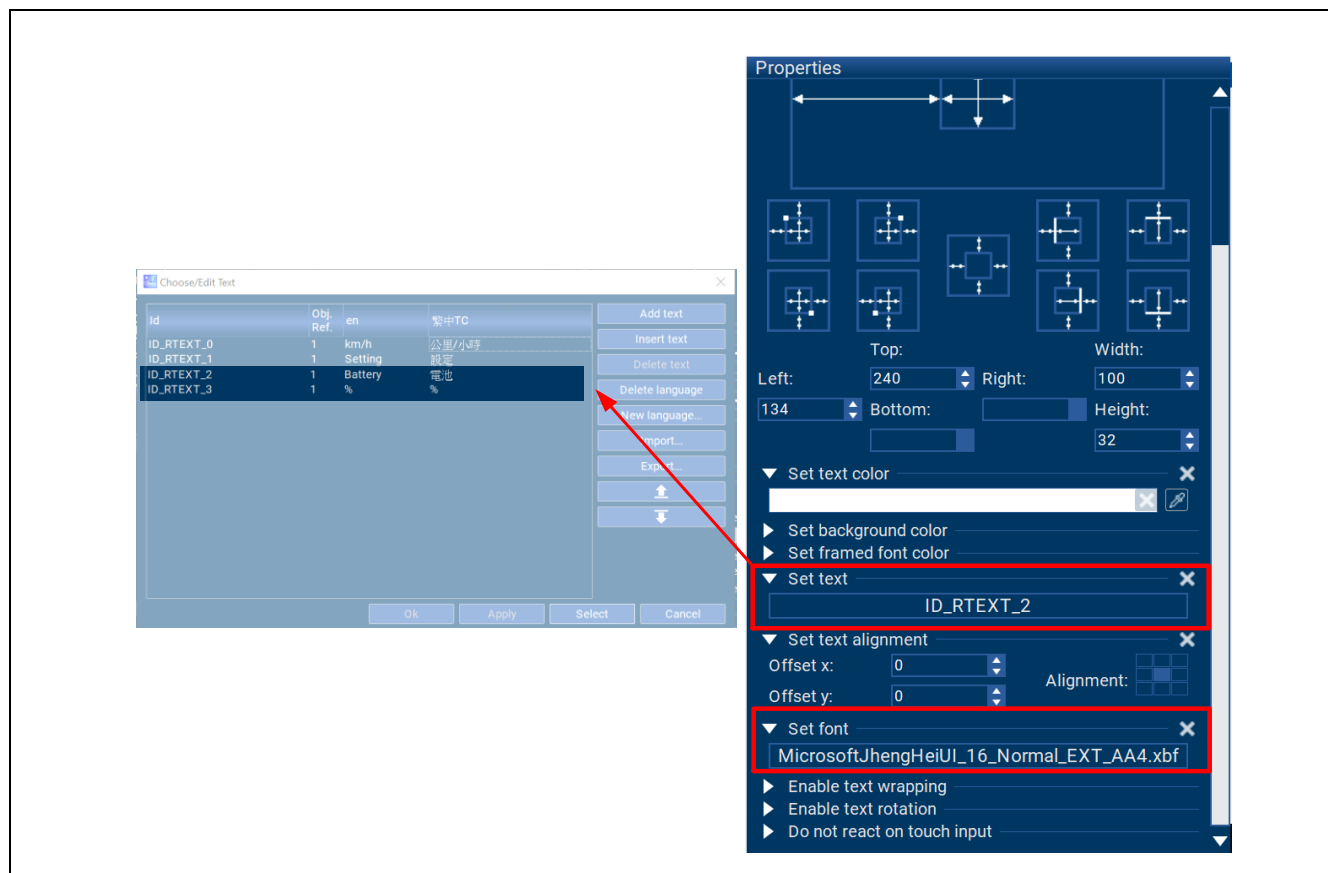 Choose/Edit Text
Id Obj. Ref. en 繁中TC
ID_RTEXT_0 1 km/h 公里/小時
ID_RTEXT_1 1 Setting 設定
ID_RTEXT_2 1 Battery 電池
ID_RTEXT_3 1 % %
Add text
Insert text
Delete text
Delete language
New language...
Import...
Export...
Ok Apply Select Cancel
Properties
Top: Width:
Left: 240 Right: 100
134 Bottom: Height:
32
Set text color
Set background color
Set framed font color
Set text
ID_RTEXT_2
Set text alignment
Offset x: 0
Alignment:
Offset y: 0
Set font
MicrosoftJhengHeiUI_16_Normal_EXT_AA4.xbf
Enable text wrapping
Enable text rotation
Do not react on touch input